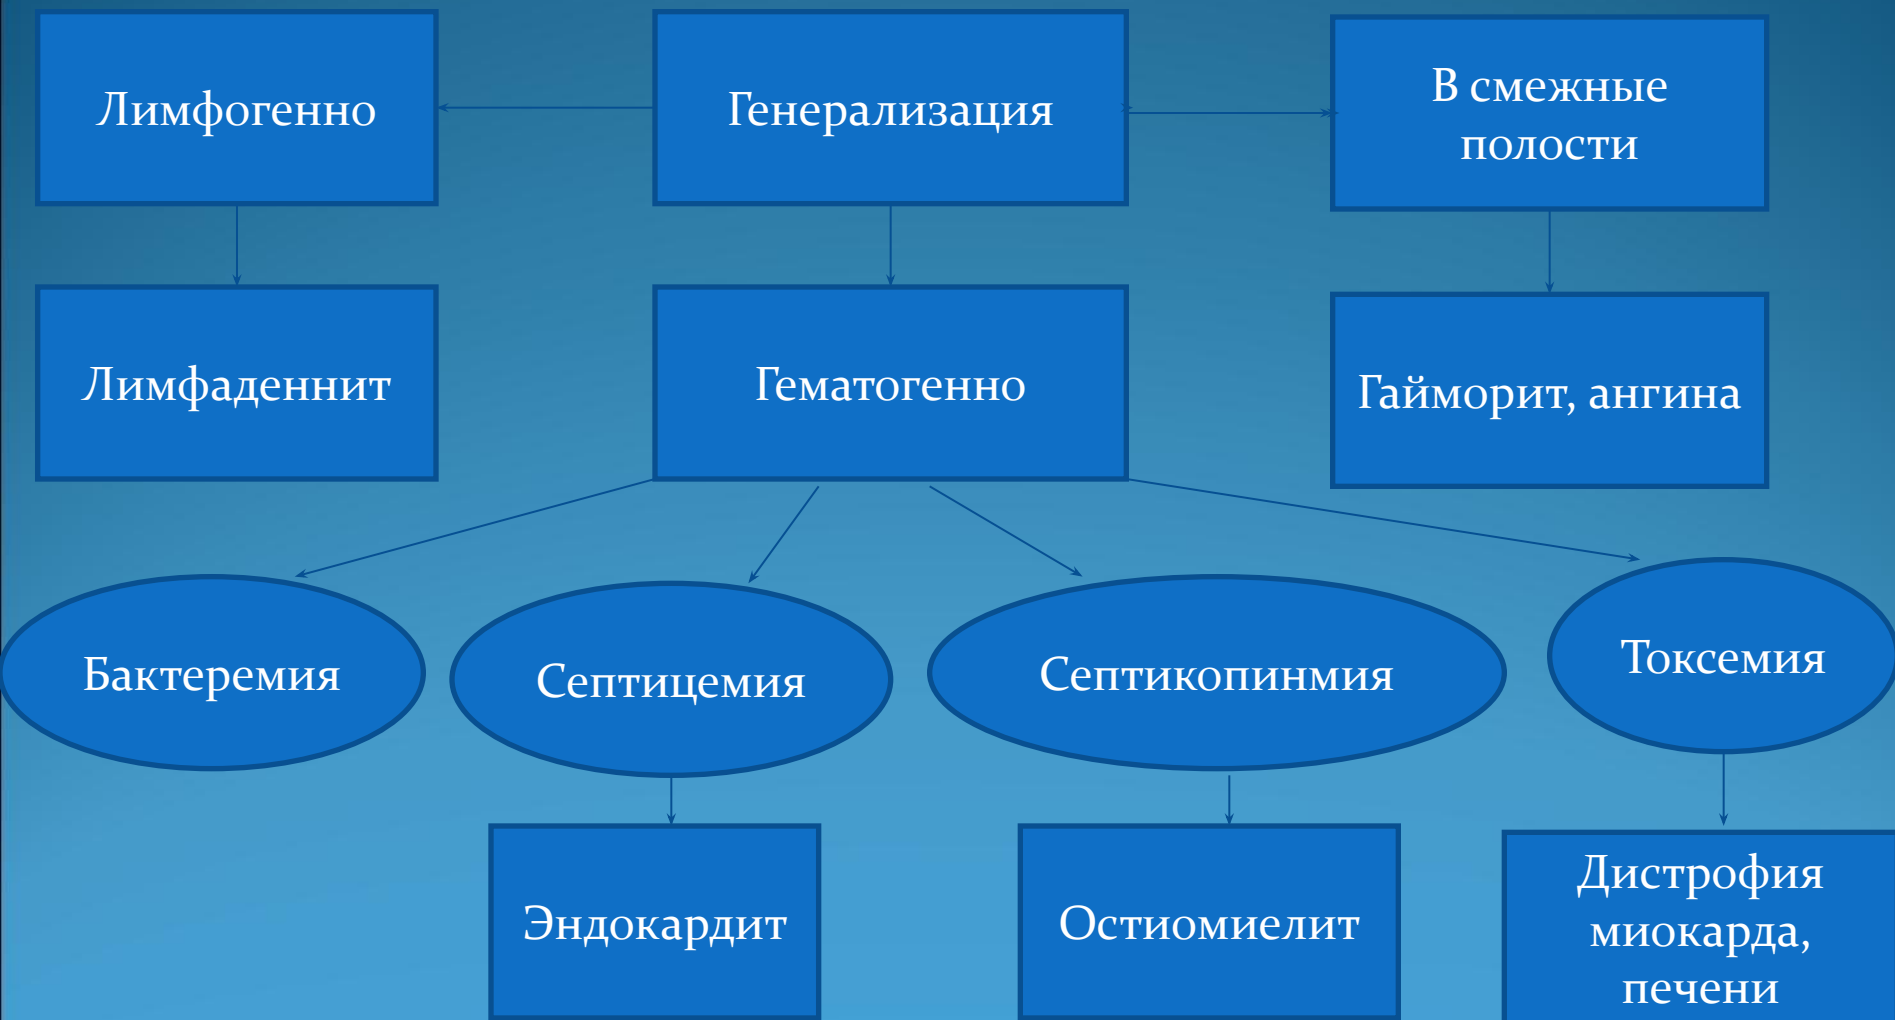 Лимфогенно
Генерализация
В смежные
полости
Лимфаденнит
Гематогенно
Гайморит, ангина
Бактеремия
Септицемия
Септикопинмия
Токсемия
Эндокардит
Остиомиелит
Дистрофия
миокарда,
печени